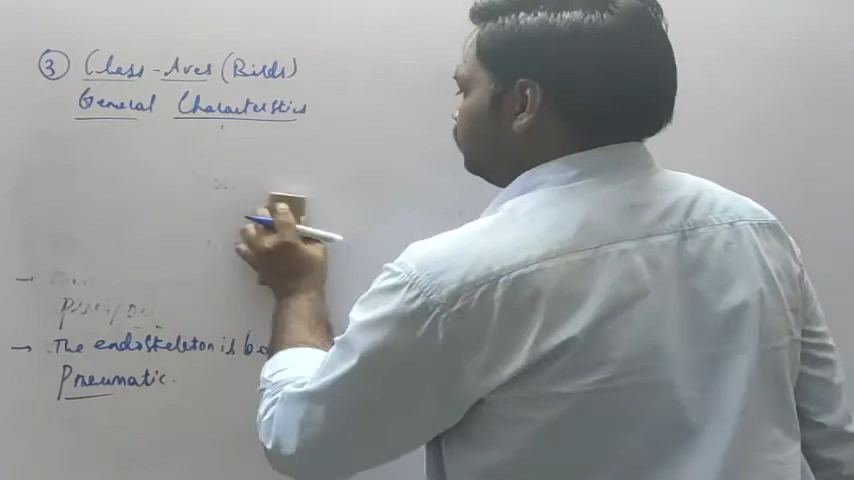 ③ Class - Aves (Birds)
General Characteristics
→
→ The endoskeleton is
Pneumatic.